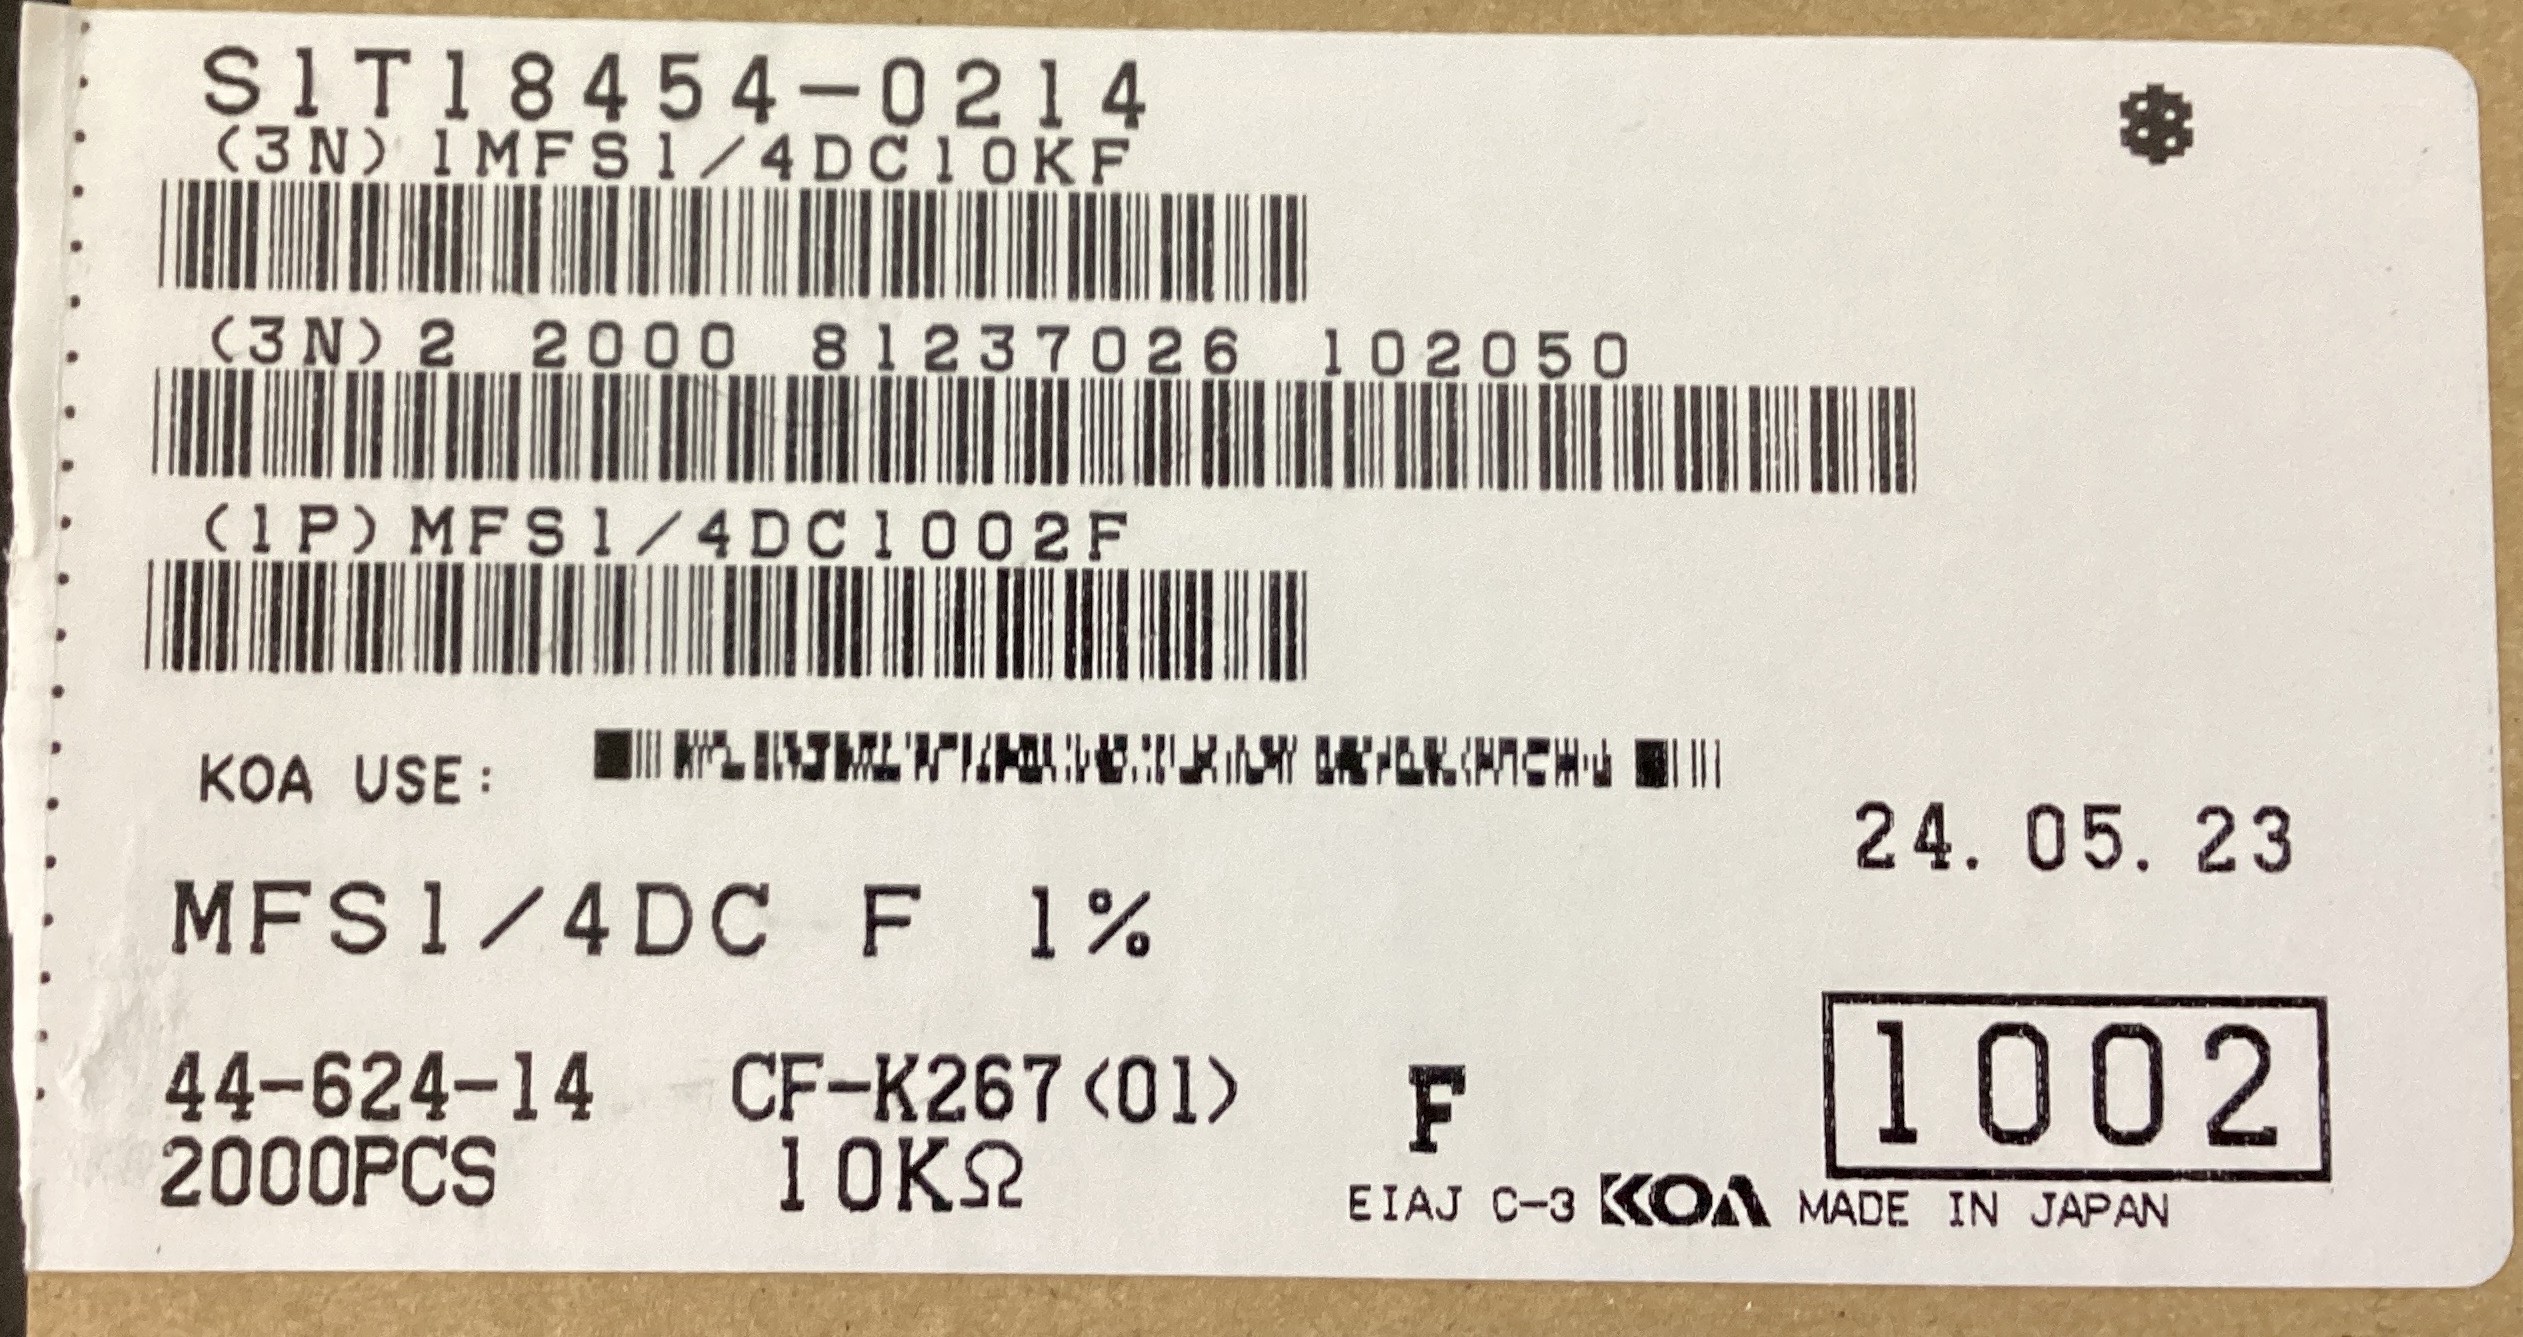 S1T18454-0214
(3N)1MFS1/4DC10KF
(3N)2 2000 81237026 102050
(1P)MFS1/4DC1002F
KOA USE:
24.05.23
MFS1/4DC F 1%
44-624-14 CF-K267(01) F 1002
2000PCS 10KΩ
EIAJ C-3 KOA MADE IN JAPAN